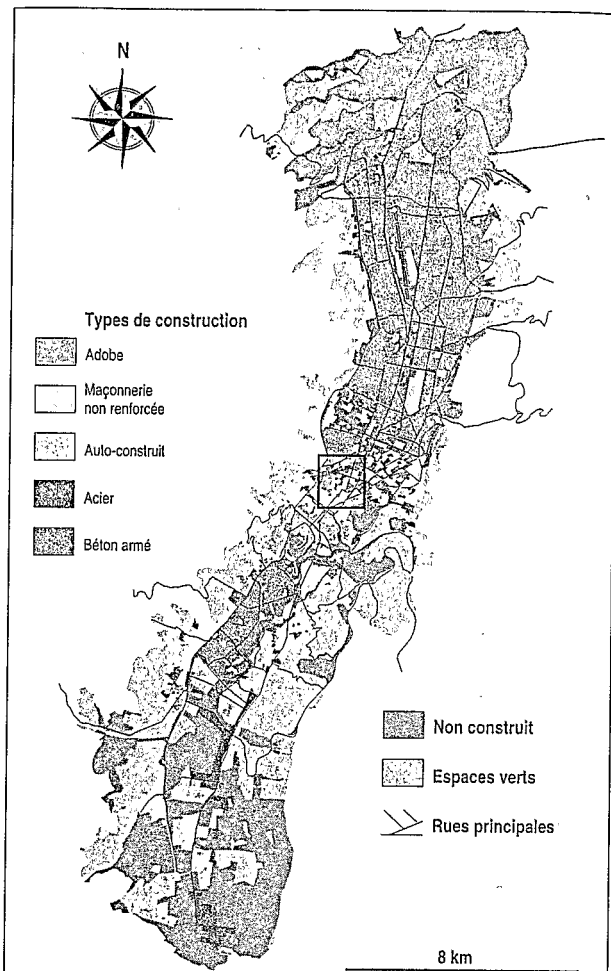 N
Types de construction
Adobe
Maçonnerie
non renforcée
Auto-construit
Acier
Béton armé
Non construit
Espaces verts
Rues principales
8 km